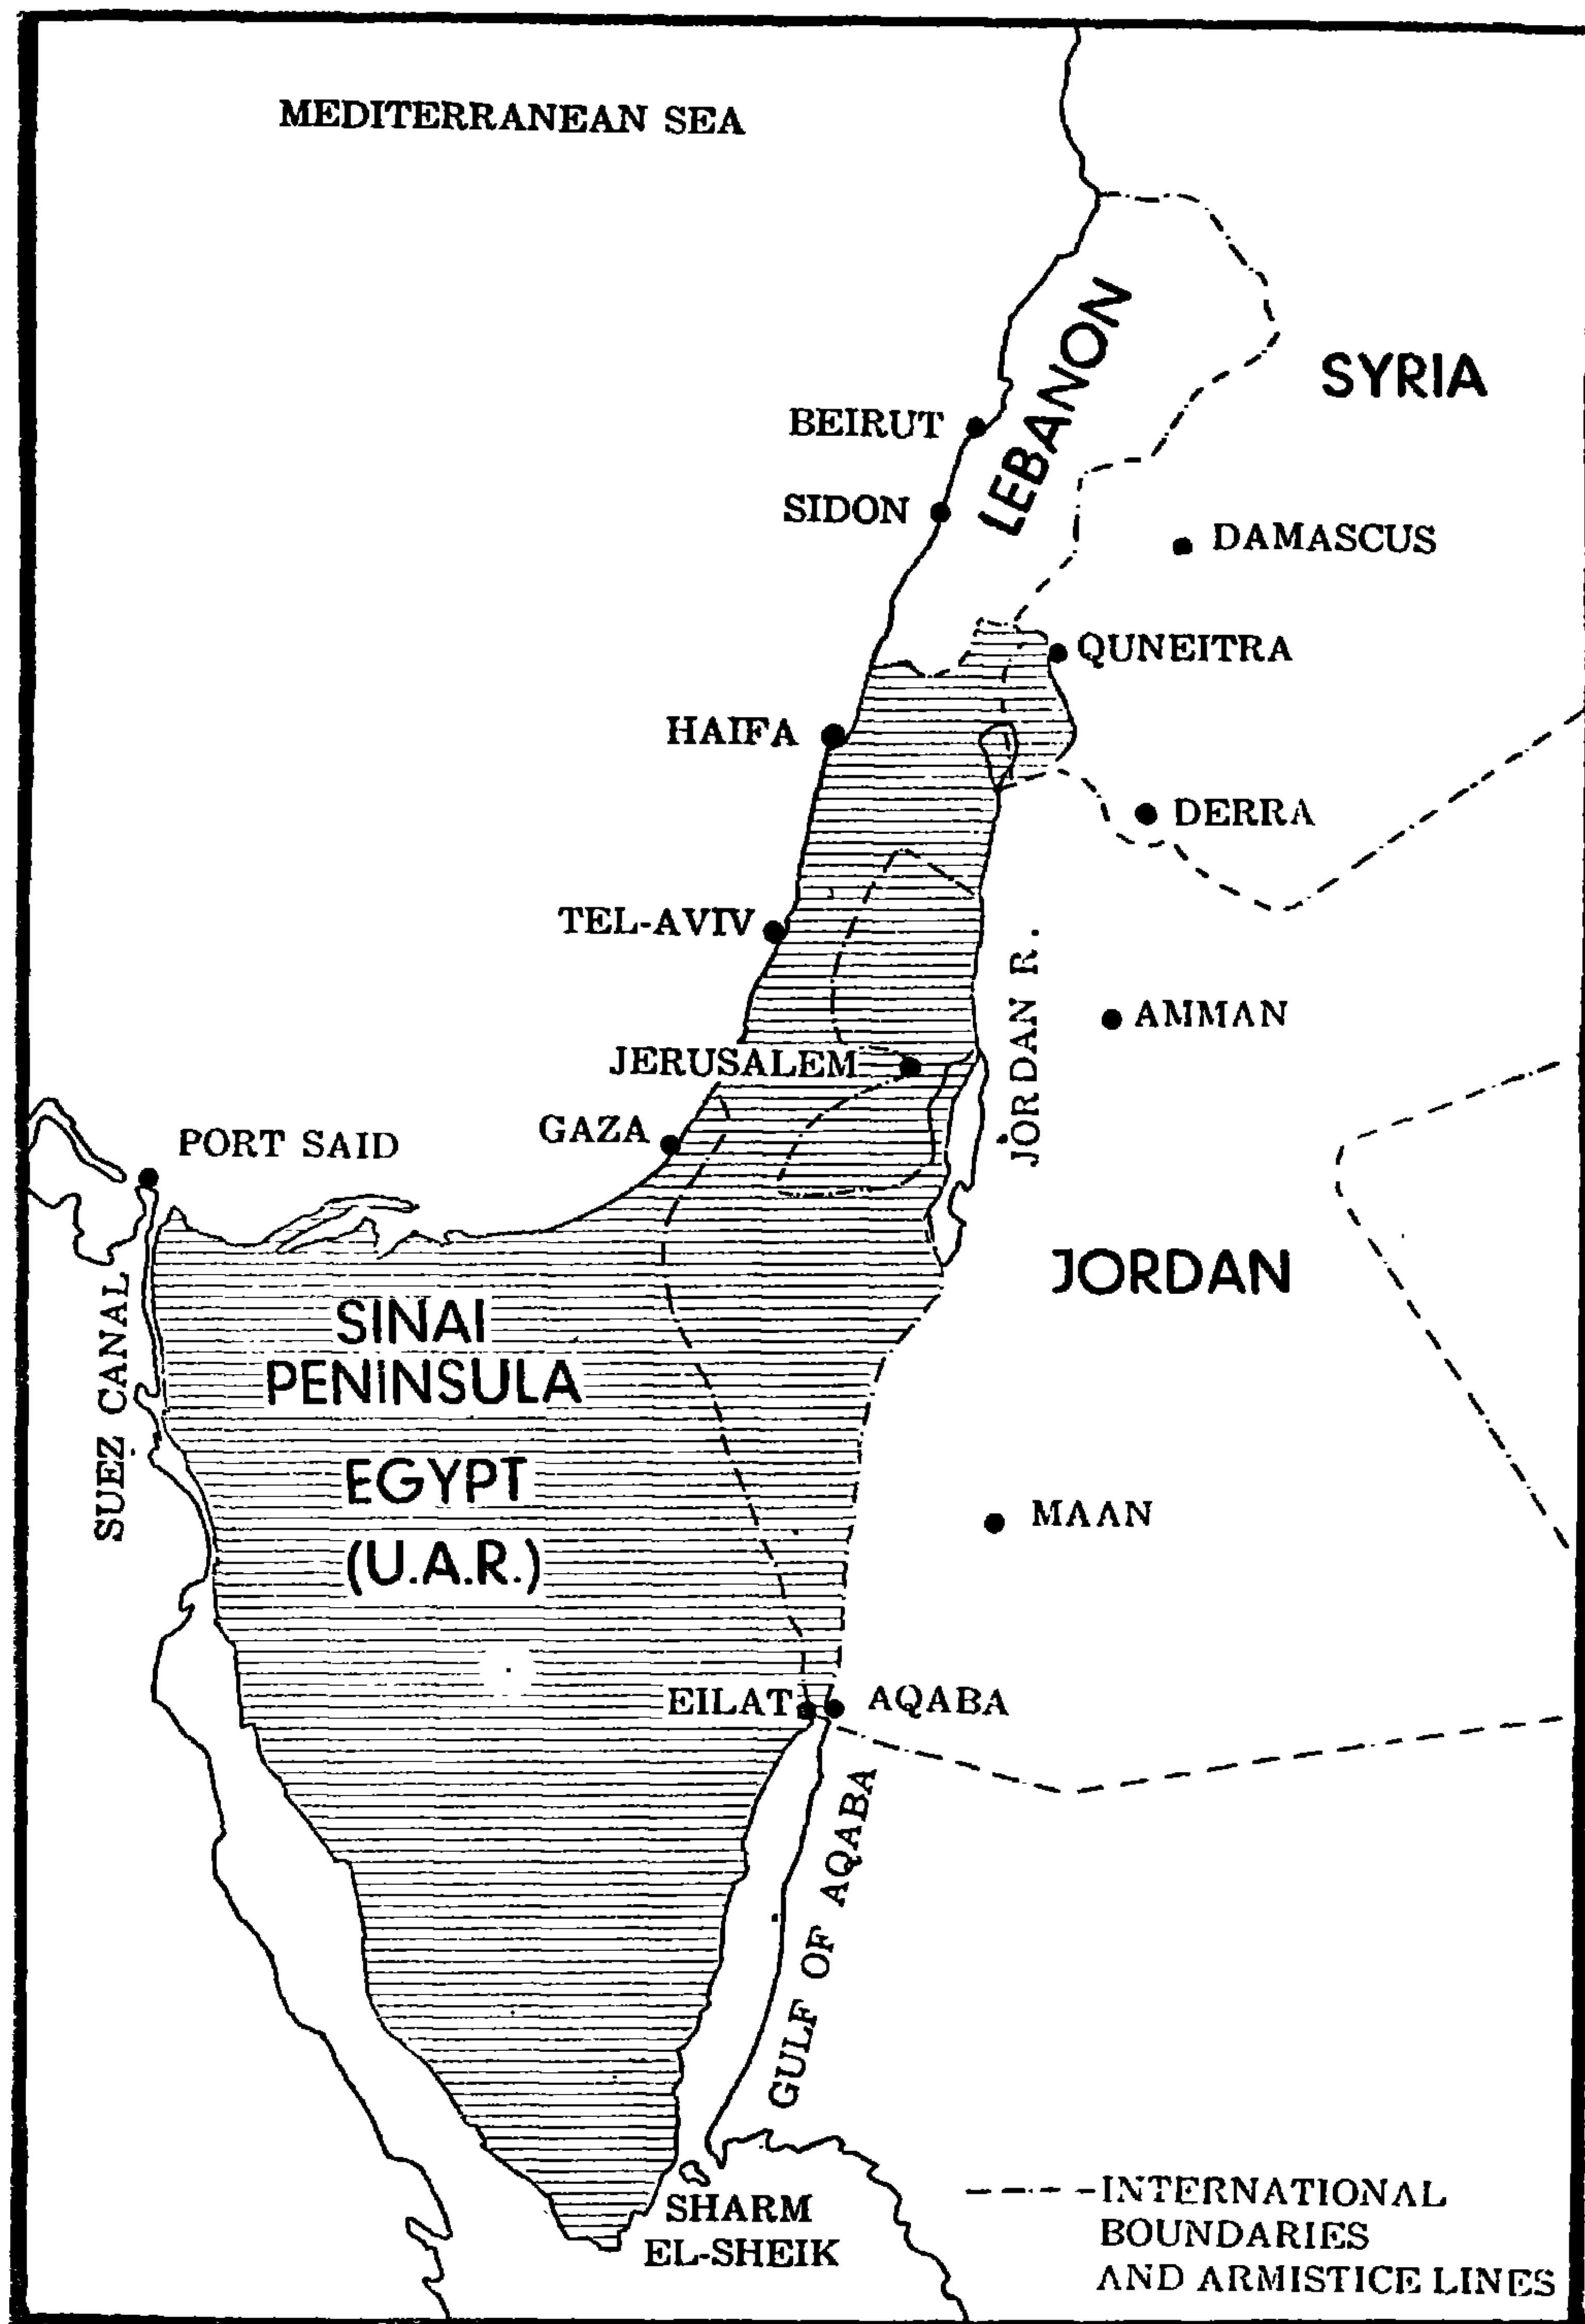 MEDITERRANEAN SEA
LEBANON
SYRIA
BEIRUT
SIDON
DAMASCUS
QUNEITRA
HAIFA
DERRA
TEL-AVIV
JORDAN R.
AMMAN
JERUSALEM
GAZA
PORT SAID
JORDAN
SUEZ CANAL
SINAI
PENINSULA
EGYPT
(U.A.R.)
MAAN
EILAT
AQABA
GULF OF AQABA
SHARM
EL-SHEIK
INTERNATIONAL
BOUNDARIES
AND ARMISTICE LINES